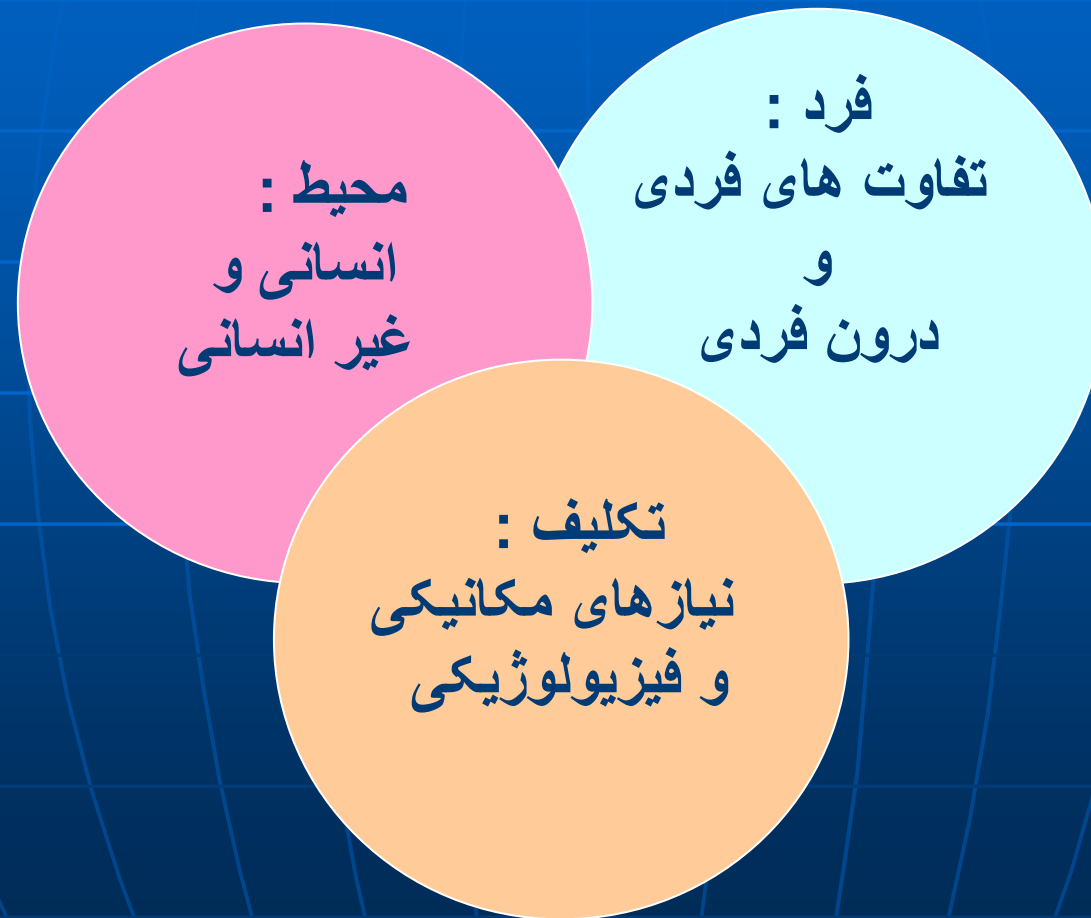 فرد :
تفاوت های فردی
و
درون فردی
محیط :
انسانی و
غیر انسانی
تکلیف :
نیازهای مکانیکی
و فیزیولوژیکی